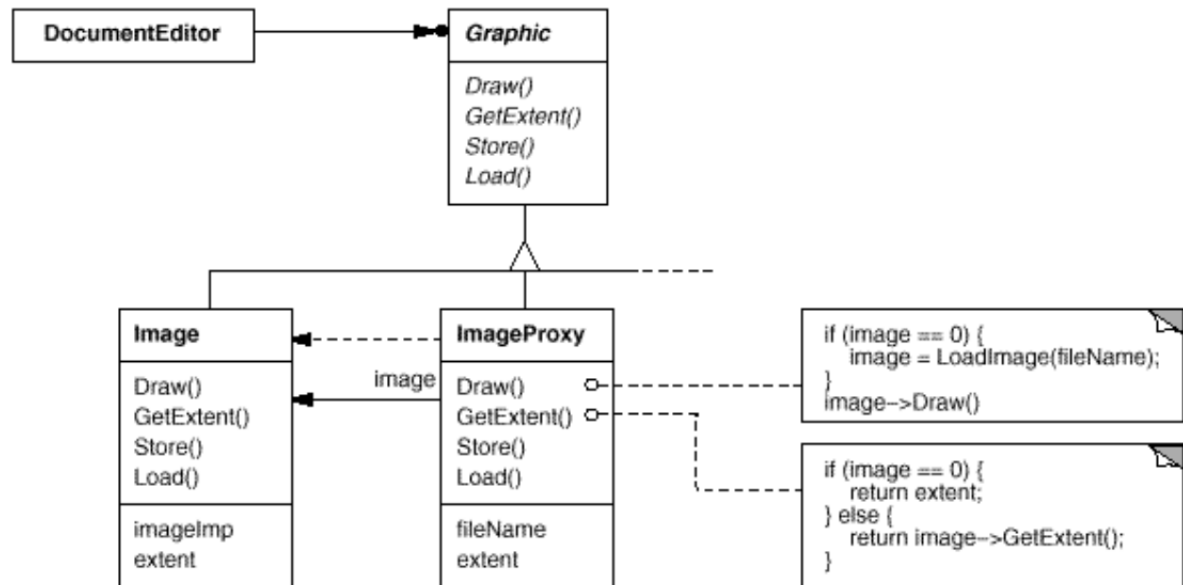 DocumentEditor
Graphic
Draw()
GetExtent()
Store()
Load()
Image
Draw()
GetExtent()
Store()
Load()
imageImp
extent
image
ImageProxy
Draw()
GetExtent()
Store()
Load()
fileName
extent
if (image == 0) {
image = LoadImage(fileName);
}
image->Draw()
if (image == 0) {
return extent;
} else {
return image->GetExtent();
}